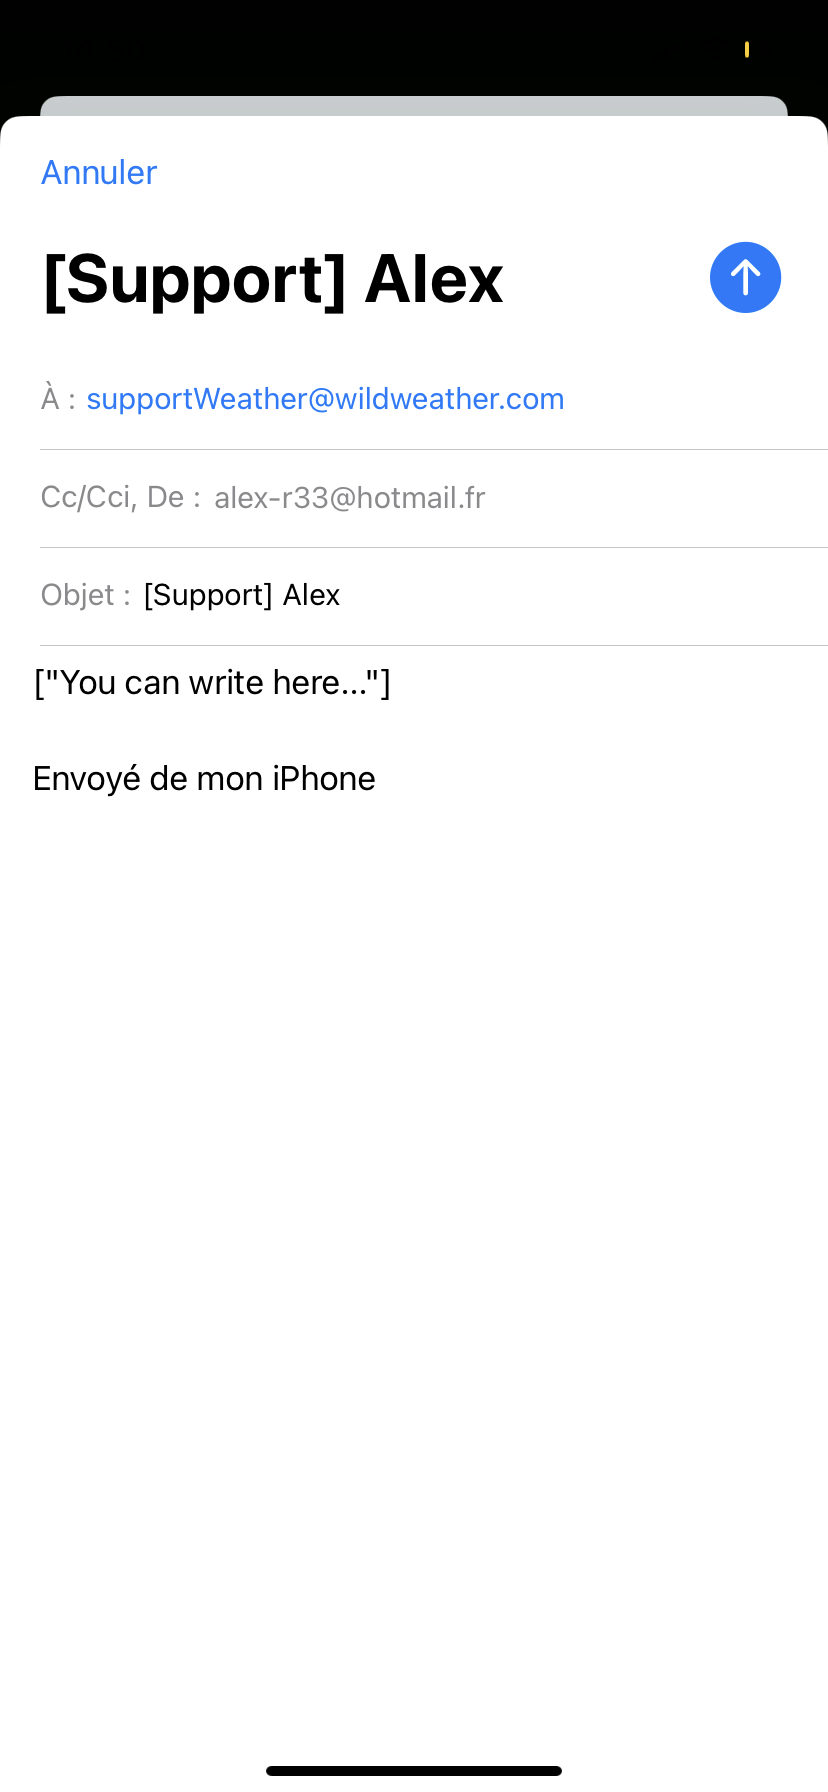 Annuler
[Support] Alex
À : supportWeather@wildweather.com
Cc/Cci, De : alex-r33@hotmail.fr
Objet : [Support] Alex
["You can write here..."]
Envoyé de mon iPhone